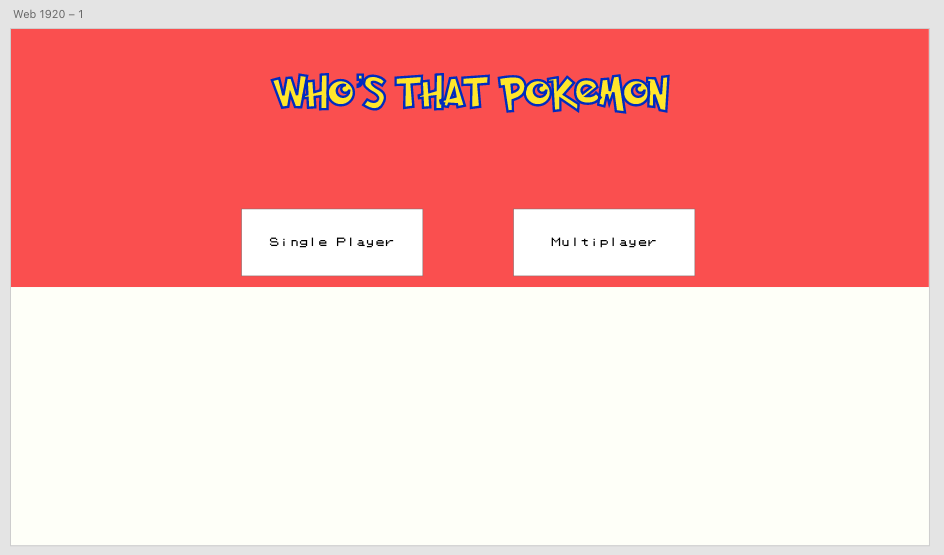 Web 1920 – 1
WHO'S THAT POKEMON
Single Player
Multiplayer